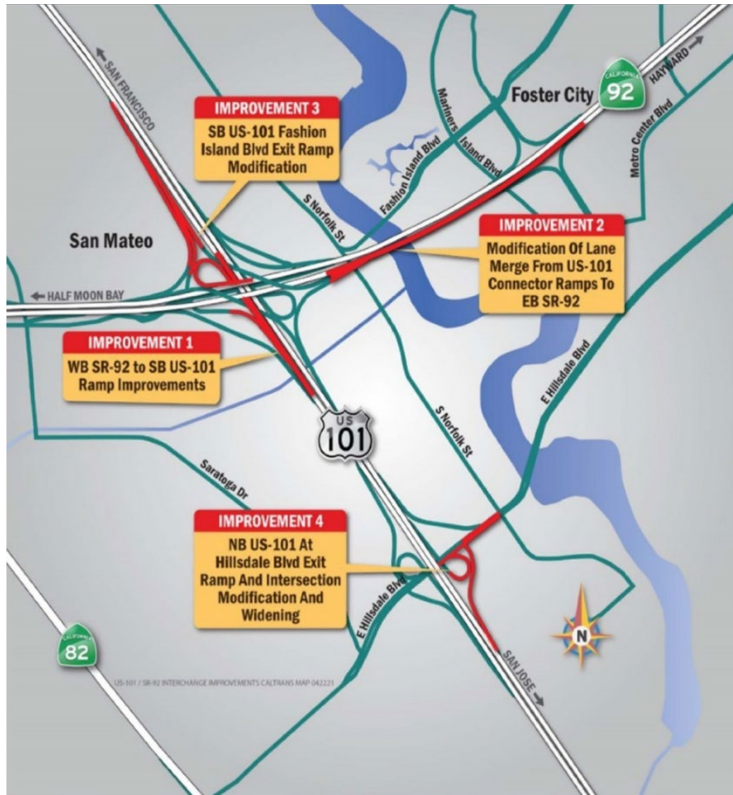 SAN FRANCISCO
IMPROVEMENT 3
SB US-101 Fashion
Island Blvd Exit Ramp
Modification
Foster City
CALIFORNIA
92
HAYWARD
Mariners Island Blvd
Fashion Island Blvd
Metro Center Blvd
S Norfolk St
San Mateo
IMPROVEMENT 2
Modification Of Lane
Merge From US-101
Connector Ramps To
EB SR-92
HALF MOON BAY
IMPROVEMENT 1
WB SR-92 to SB US-101
Ramp Improvements
E Hillsdale Blvd
US
101
S Norfolk St
Saratoga Dr
IMPROVEMENT 4
NB US-101 At
Hillsdale Blvd Exit
Ramp And Intersection
Modification And
Widening
E Hillsdale Blvd
N
CALIFORNIA
82
SAN JOSE
US-101 / SR-92 INTERCHANGE IMPROVEMENTS CALTRANS MAP 042221